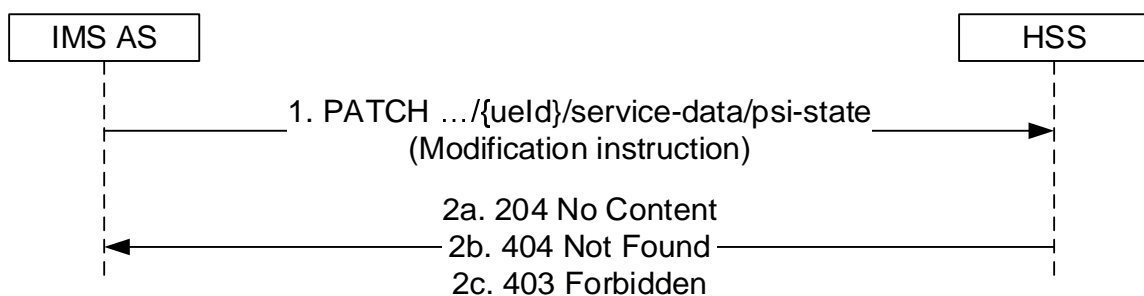 IMS AS
HSS
1. PATCH …/{ueId}/service-data/psi-state
(Modification instruction)
2a. 204 No Content
2b. 404 Not Found
2c. 403 Forbidden